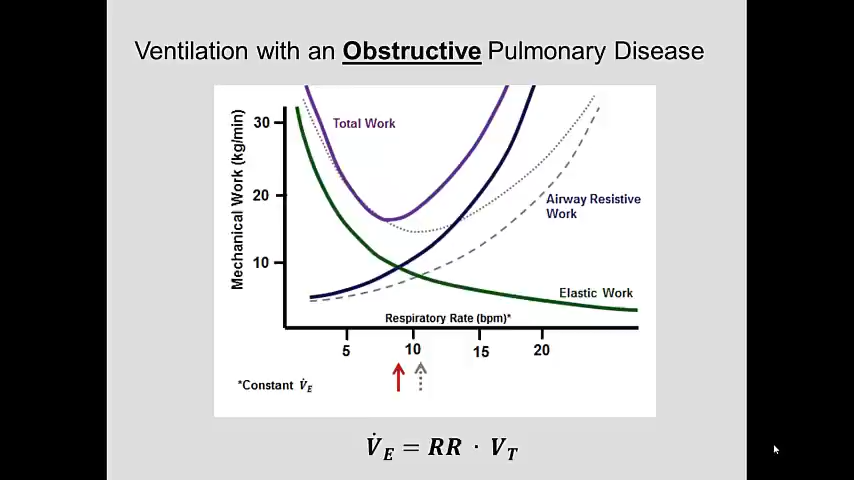 Ventilation with an Obstructive Pulmonary Disease
Mechanical Work (kg/min)
30
20
10
Total Work
Airway Resistive
Work
Elastic Work
Respiratory Rate (bpm)*
5
10
15
20
*Constant V̇E
V̇E = RR · VT